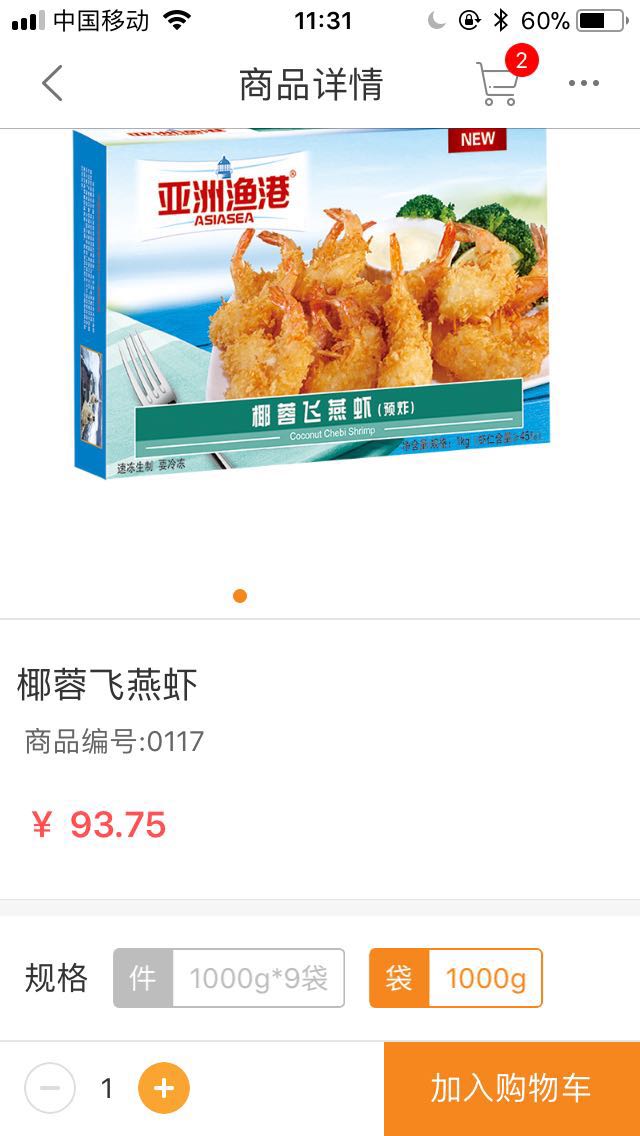 中国移动
11:31
60%
商品详情
2
NEW
亚洲渔港®
ASIASEA
椰蓉飞燕虾(预炸)
Coconut Chebi Shrimp
速冻生制 要冷冻
椰蓉飞燕虾
商品编号:0117
¥ 93.75
规格 件 1000g*9袋 袋 1000g
1
加入购物车